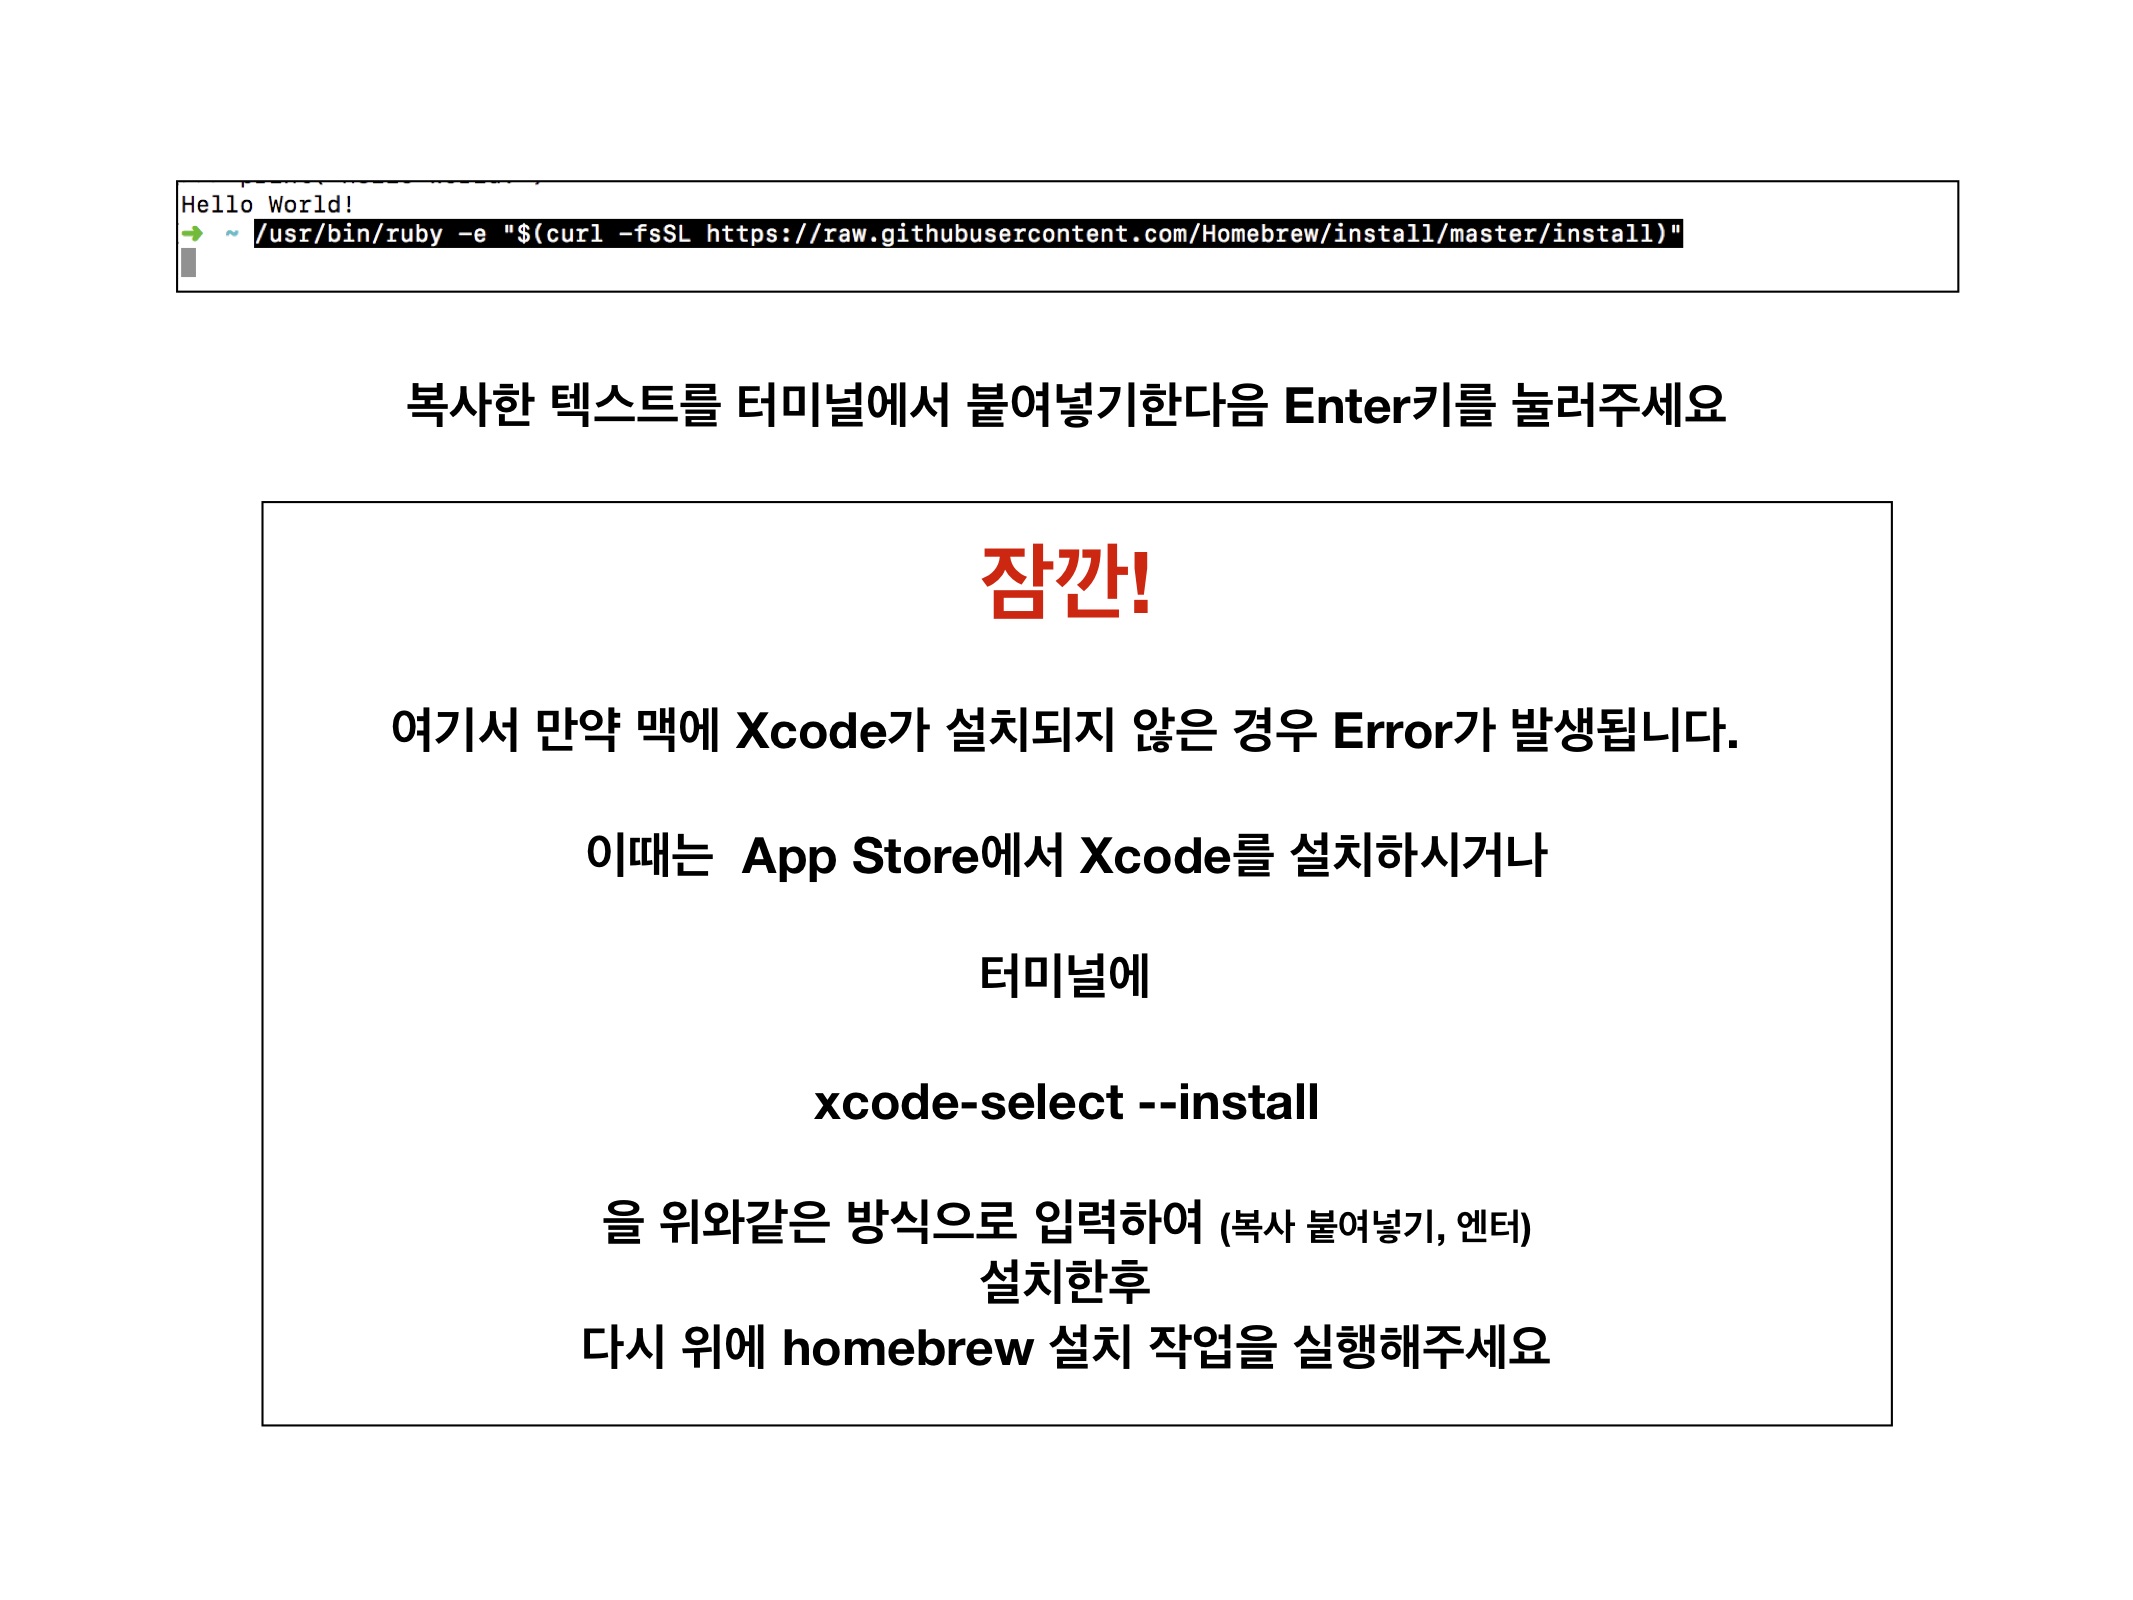 Hello World!
➜ ~ /usr/bin/ruby -e "$(curl -fsSL https://raw.githubusercontent.com/Homebrew/install/master/install)"
복사한 텍스트를 터미널에서 붙여넣기한다음 Enter키를 눌러주세요
잠깐!
여기서 만약 맥에 Xcode가 설치되지 않은 경우 Error가 발생됩니다.
이때는 App Store에서 Xcode를 설치하시거나
터미널에
xcode-select --install
을 위와같은 방식으로 입력하여 (복사 붙여넣기, 엔터)
설치한후
다시 위에 homebrew 설치 작업을 실행해주세요